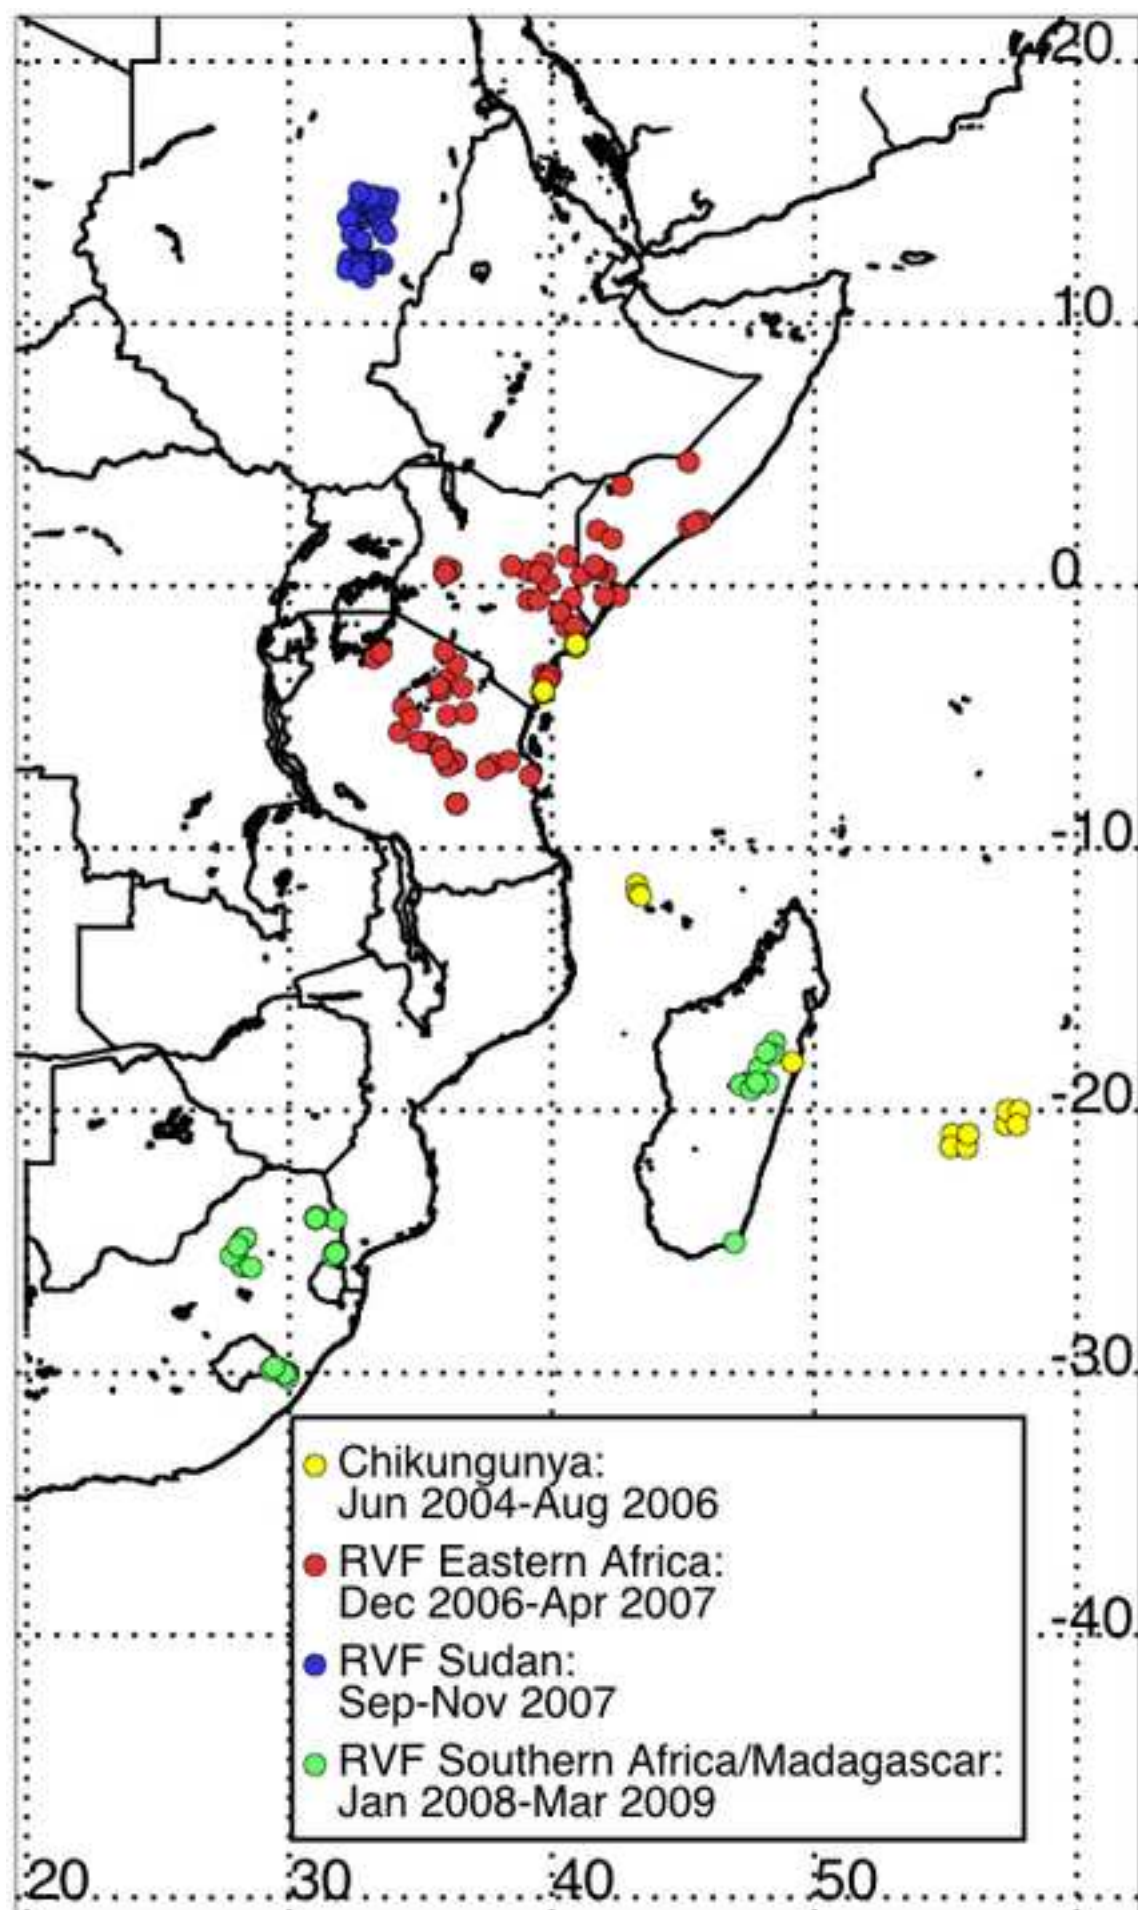 20
10
0
-10
-20
-30
Chikungunya:
Jun 2004-Aug 2006
RVF Eastern Africa:
Dec 2006-Apr 2007
-40
RVF Sudan:
Sep-Nov 2007
RVF Southern Africa/Madagascar:
Jan 2008-Mar 2009
20 30 40 50